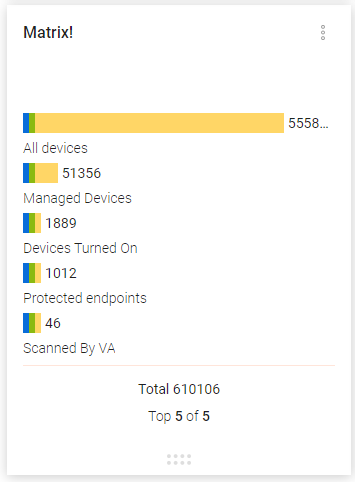 Matrix!
5558...
All devices
51356
Managed Devices
1889
Devices Turned On
1012
Protected endpoints
46
Scanned By VA
Total 610106
Top 5 of 5